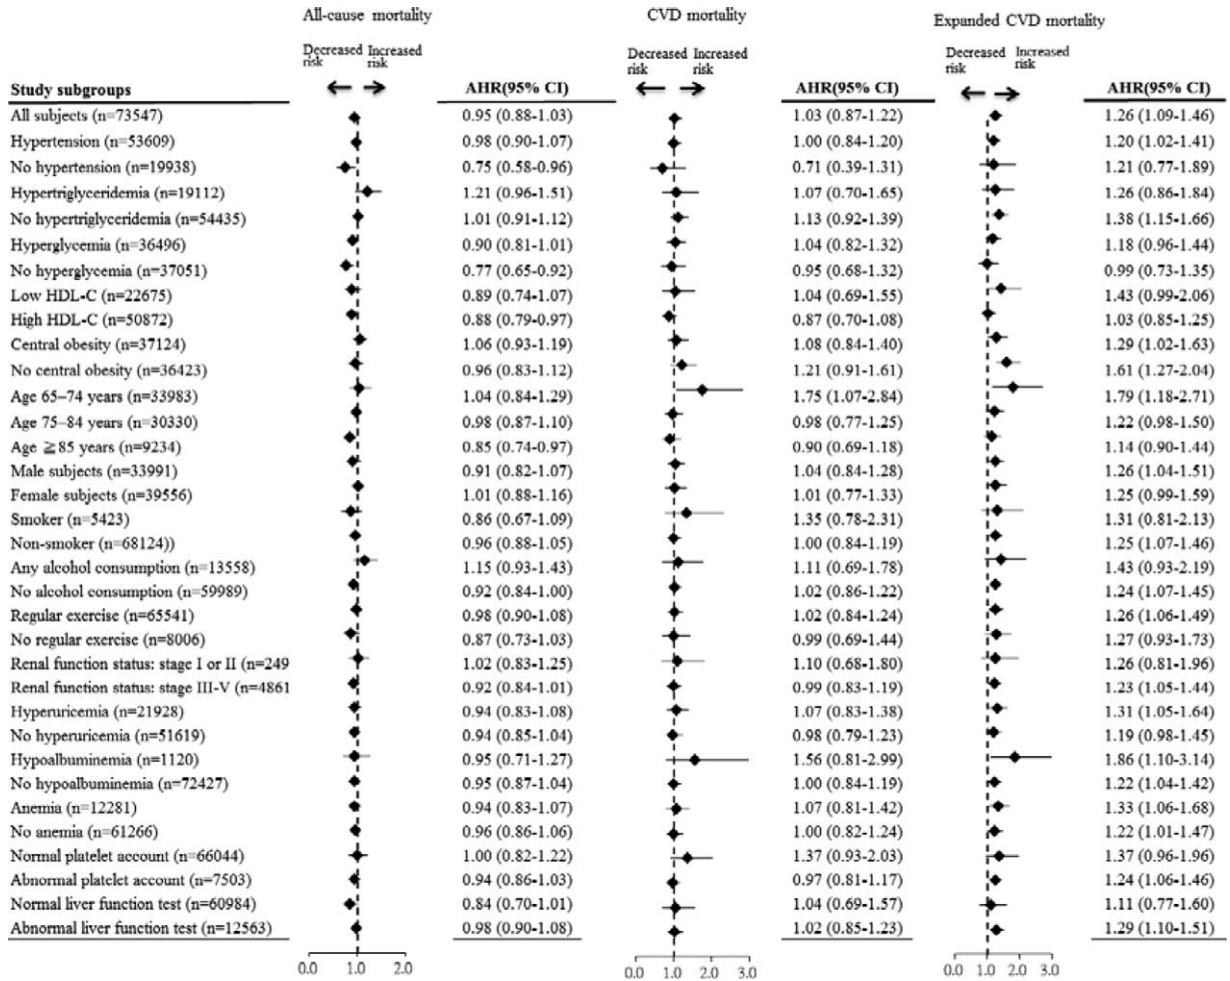 All-cause mortality CVD mortality Expanded CVD mortality
Decreased risk Increased risk Decreased risk Increased risk Decreased risk Increased risk
Study subgroups AHR(95% CI) AHR(95% CI) AHR(95% CI)
All subjects (n=73547) 0.95 (0.88-1.03) 1.03 (0.87-1.22) 1.26 (1.09-1.46)
Hypertension (n=53609) 0.98 (0.90-1.07) 1.00 (0.84-1.20) 1.20 (1.02-1.41)
No hypertension (n=19938) 0.75 (0.58-0.96) 0.71 (0.39-1.31) 1.21 (0.77-1.89)
Hypertriglyceridemia (n=19112) 1.21 (0.96-1.51) 1.07 (0.70-1.65) 1.26 (0.86-1.84)
No hypertriglyceridemia (n=54435) 1.01 (0.91-1.12) 1.13 (0.92-1.39) 1.38 (1.15-1.66)
Hyperglycemia (n=36496) 0.90 (0.81-1.01) 1.04 (0.82-1.32) 1.18 (0.96-1.44)
No hyperglycemia (n=37051) 0.77 (0.65-0.92) 0.95 (0.68-1.32) 0.99 (0.73-1.35)
Low HDL-C (n=22675) 0.89 (0.74-1.07) 1.04 (0.69-1.55) 1.43 (0.99-2.06)
High HDL-C (n=50872) 0.88 (0.79-0.97) 0.87 (0.70-1.08) 1.03 (0.85-1.25)
Central obesity (n=37124) 1.06 (0.93-1.19) 1.08 (0.84-1.40) 1.29 (1.02-1.63)
No central obesity (n=36423) 0.96 (0.83-1.12) 1.21 (0.91-1.61) 1.61 (1.27-2.04)
Age 65–74 years (n=33983) 1.04 (0.84-1.29) 1.75 (1.07-2.84) 1.79 (1.18-2.71)
Age 75–84 years (n=30330) 0.98 (0.87-1.10) 0.98 (0.77-1.25) 1.22 (0.98-1.50)
Age ≧85 years (n=9234) 0.85 (0.74-0.97) 0.90 (0.69-1.18) 1.14 (0.90-1.44)
Male subjects (n=33991) 0.91 (0.82-1.07) 1.04 (0.84-1.28) 1.26 (1.04-1.51)
Female subjects (n=39556) 1.01 (0.88-1.16) 1.01 (0.77-1.33) 1.25 (0.99-1.59)
Smoker (n=5423) 0.86 (0.67-1.09) 1.35 (0.78-2.31) 1.31 (0.81-2.13)
Non-smoker (n=68124)) 0.96 (0.88-1.05) 1.00 (0.84-1.19) 1.25 (1.07-1.46)
Any alcohol consumption (n=13558) 1.15 (0.93-1.43) 1.11 (0.69-1.78) 1.43 (0.93-2.19)
No alcohol consumption (n=59989) 0.92 (0.84-1.00) 1.02 (0.86-1.22) 1.24 (1.07-1.45)
Regular exercise (n=65541) 0.98 (0.90-1.08) 1.02 (0.84-1.24) 1.26 (1.06-1.49)
No regular exercise (n=8006) 0.87 (0.73-1.03) 0.99 (0.69-1.44) 1.27 (0.93-1.73)
Renal function status: stage I or II (n=249 1.02 (0.83-1.25) 1.10 (0.68-1.80) 1.26 (0.81-1.96)
Renal function status: stage III-V (n=4861 0.92 (0.84-1.01) 0.99 (0.83-1.19) 1.23 (1.05-1.44)
Hyperuricemia (n=21928) 0.94 (0.83-1.08) 1.07 (0.83-1.38) 1.31 (1.05-1.64)
No hyperuricemia (n=51619) 0.94 (0.85-1.04) 0.98 (0.79-1.23) 1.19 (0.98-1.45)
Hypoalbuminemia (n=1120) 0.95 (0.71-1.27) 1.56 (0.81-2.99) 1.86 (1.10-3.14)
No hypoalbuminemia (n=72427) 0.95 (0.87-1.04) 1.00 (0.84-1.19) 1.22 (1.04-1.42)
Anemia (n=12281) 0.94 (0.83-1.07) 1.07 (0.81-1.42) 1.33 (1.06-1.68)
No anemia (n=61266) 0.96 (0.86-1.06) 1.00 (0.82-1.24) 1.22 (1.01-1.47)
Normal platelet account (n=66044) 1.00 (0.82-1.22) 1.37 (0.93-2.03) 1.37 (0.96-1.96)
Abnormal platelet account (n=7503) 0.94 (0.86-1.03) 0.97 (0.81-1.17) 1.24 (1.06-1.46)
Normal liver function test (n=60984) 0.84 (0.70-1.01) 1.04 (0.69-1.57) 1.11 (0.77-1.60)
Abnormal liver function test (n=12563) 0.98 (0.90-1.08) 1.02 (0.85-1.23) 1.29 (1.10-1.51)
0.0 1.0 2.0 0.0 1.0 2.0 3.0 0.0 1.0 2.0 3.0